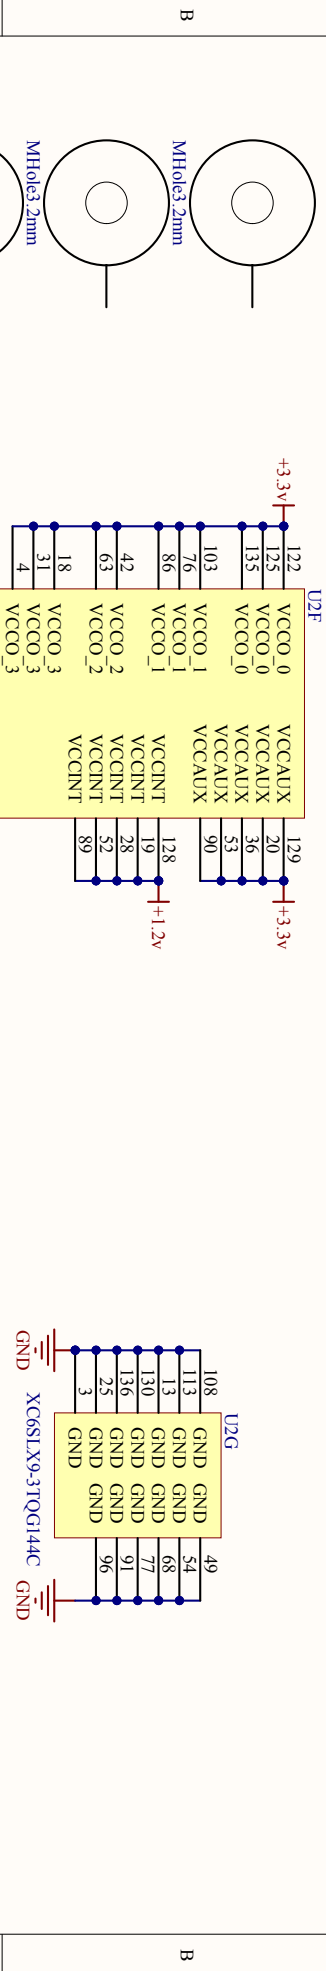 B
MHole3.2mm
MHole3.2mm
U2F
+3.3v
+3.3v
122 VCCO_0 VCCAUX 129
125 VCCO_0 VCCAUX 20
135 VCCO_0 VCCAUX 36
VCCAUX 53
103 VCCO_1 VCCAUX 90
76 VCCO_1
86 VCCO_1 VCCINT 128
+1.2v
VCCINT 19
42 VCCO_2 VCCINT 28
63 VCCO_2 VCCINT 52
VCCINT 89
18 VCCO_3
31 VCCO_3
4 VCCO_3
U2G
108 GND GND 49
113 GND GND 54
13 GND GND 68
130 GND GND 77
136 GND GND 91
25 GND GND 96
3 GND
XC6SLX9-3TQG144C
GND
GND
B